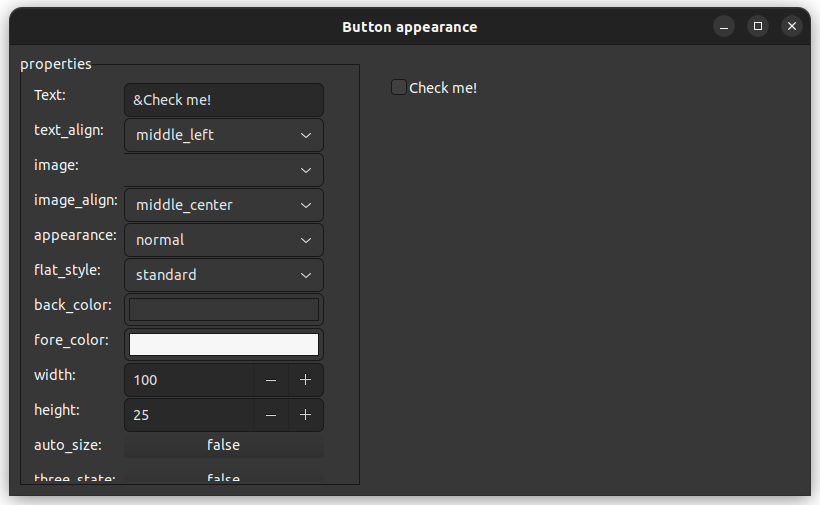 Button appearance
properties
Text: &Check me!
text_align: middle_left
image:
image_align: middle_center
appearance: normal
flat_style: standard
back_color:
fore_color:
width: 100
height: 25
auto_size: false
three_state: false
Check me!